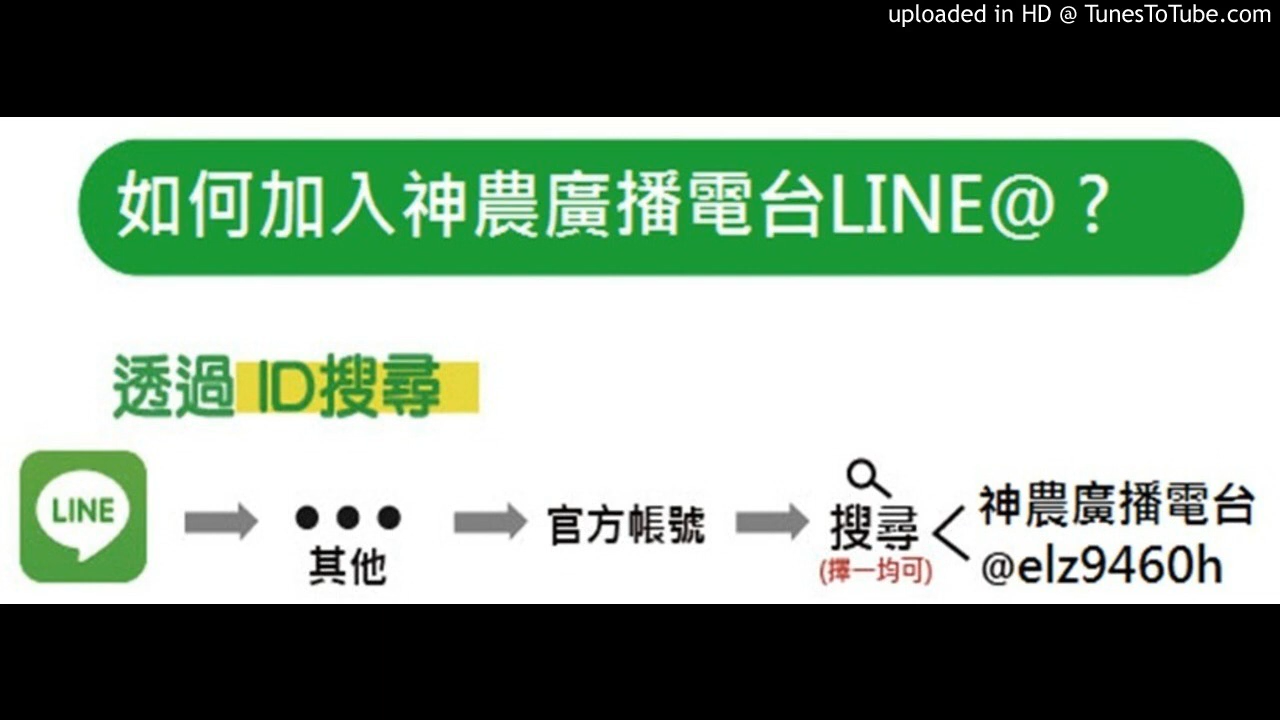 uploaded in HD @ TunesToTube.com
如何加入神農廣播電台LINE@？
透過 ID搜尋
LINE
其他
官方帳號
搜尋
(擇一均可)
神農廣播電台
@elz9460h